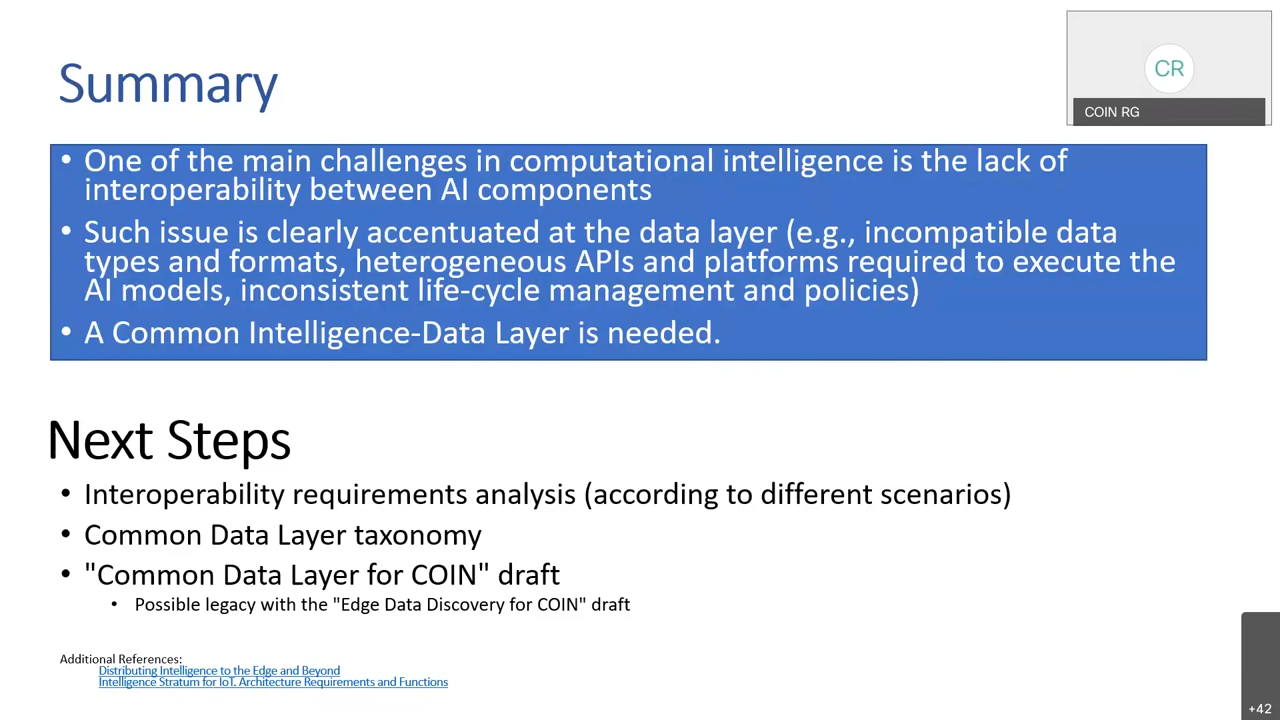 Summary
CR
COIN RG
• One of the main challenges in computational intelligence is the lack of
interoperability between AI components
• Such issue is clearly accentuated at the data layer (e.g., incompatible data
types and formats, heterogeneous APIs and platforms required to execute the
AI models, inconsistent life-cycle management and policies)
• A Common Intelligence-Data Layer is needed.
Next Steps
• Interoperability requirements analysis (according to different scenarios)
• Common Data Layer taxonomy
• "Common Data Layer for COIN" draft
• Possible legacy with the "Edge Data Discovery for COIN" draft
Additional References:
Distributing Intelligence to the Edge and Beyond
Intelligence Stratum for IoT. Architecture Requirements and Functions
+42